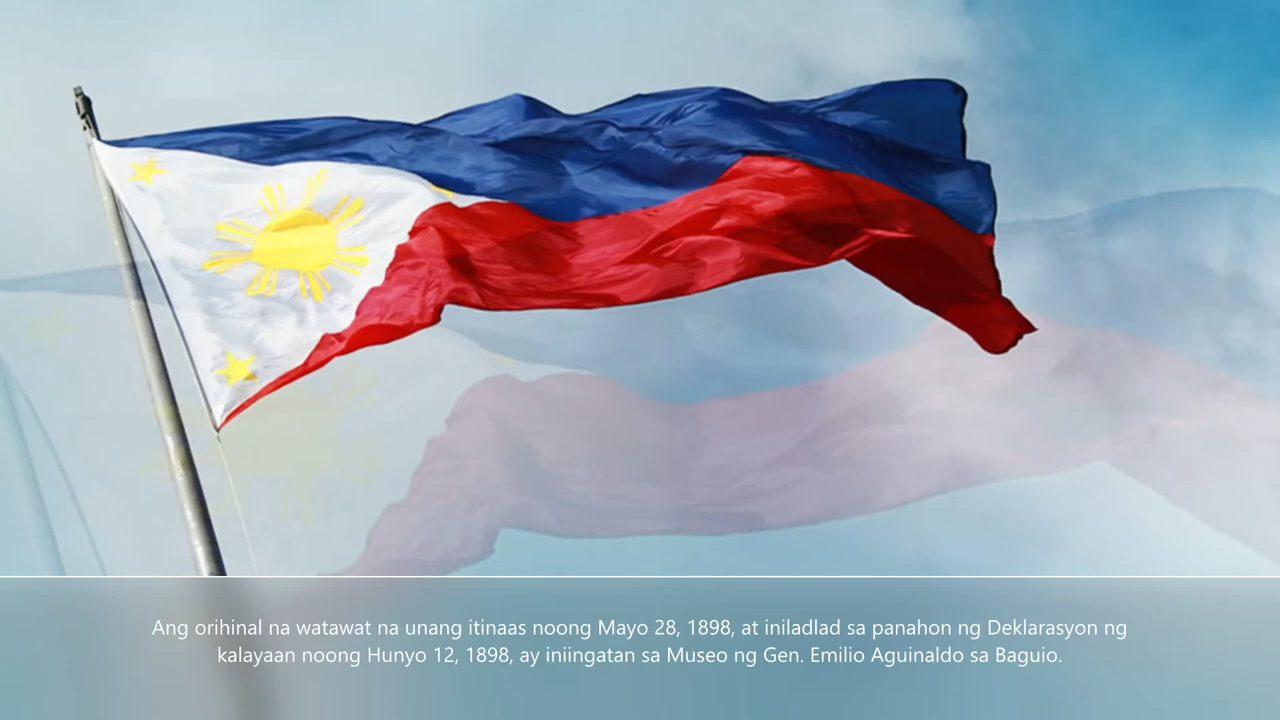 Ang orihinal na watawat na unang itinaas noong Mayo 28, 1898, at iniladlad sa panahon ng Deklarasyon ng
kalayaan noong Hunyo 12, 1898, ay iniingatan sa Museo ng Gen. Emilio Aguinaldo sa Baguio.